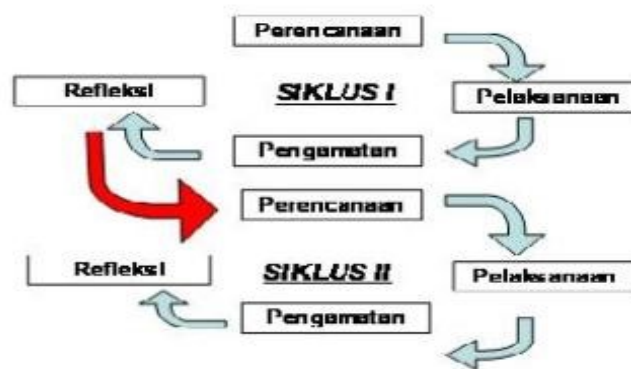 Perencanaan
Refleksi
SIKLUS I
Pelaksanaan
Pengamatan
Perencanaan
Refleksi
SIKLUS II
Pelaksanaan
Pengamatan